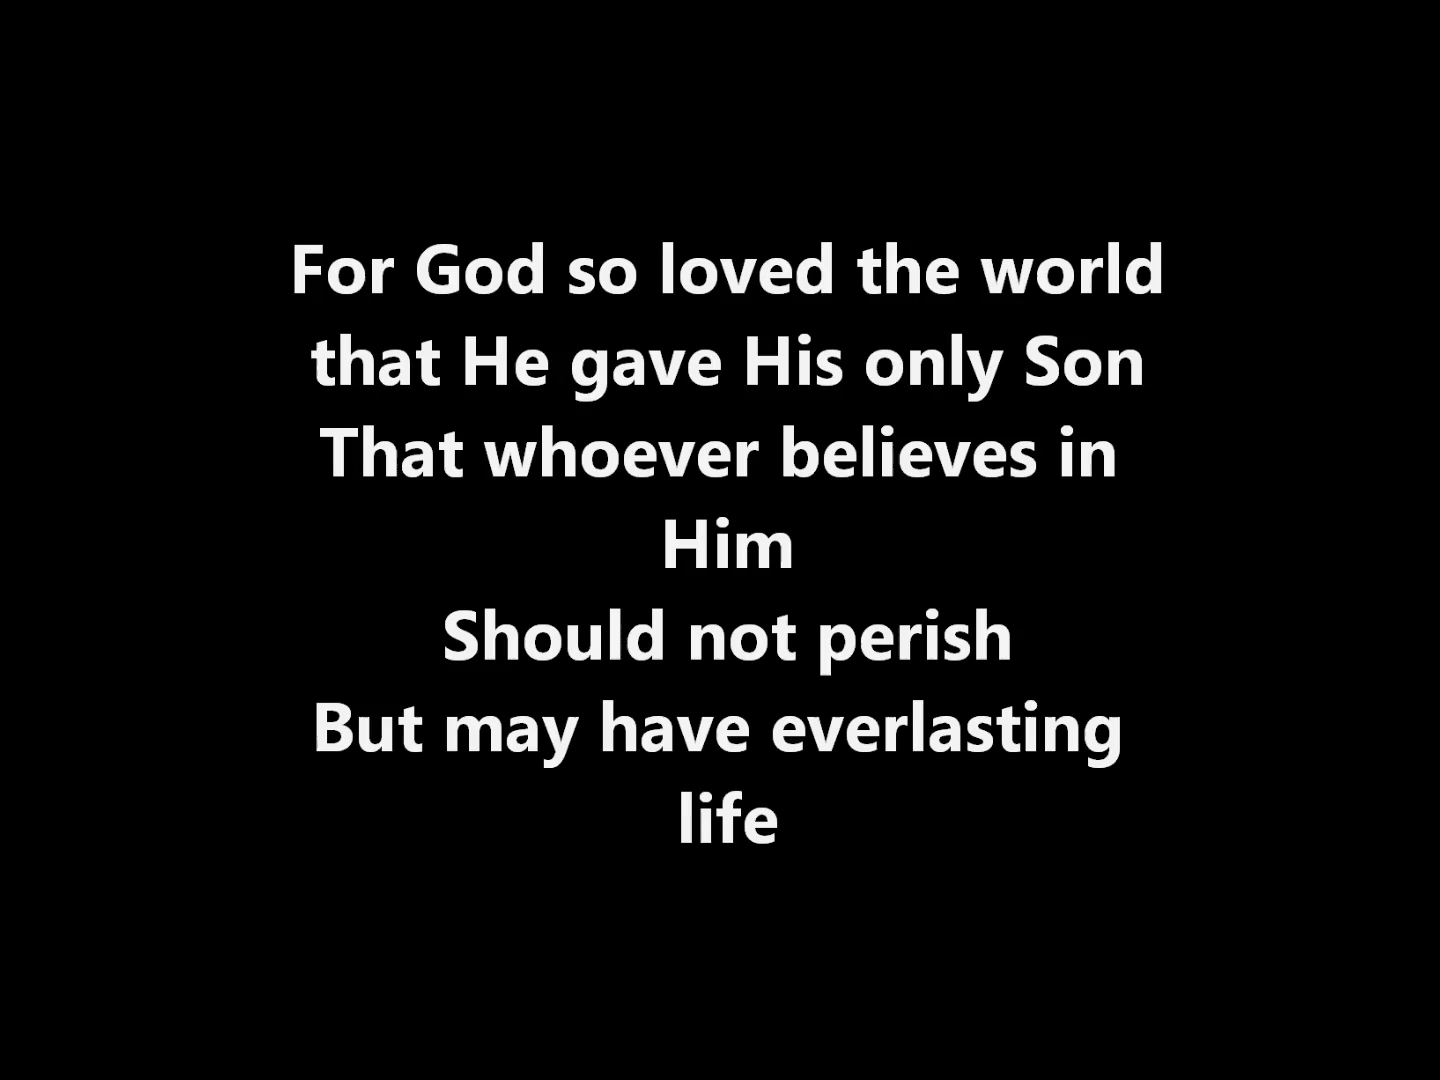 For God so loved the world
that He gave His only Son
That whoever believes in
Him
Should not perish
But may have everlasting
life